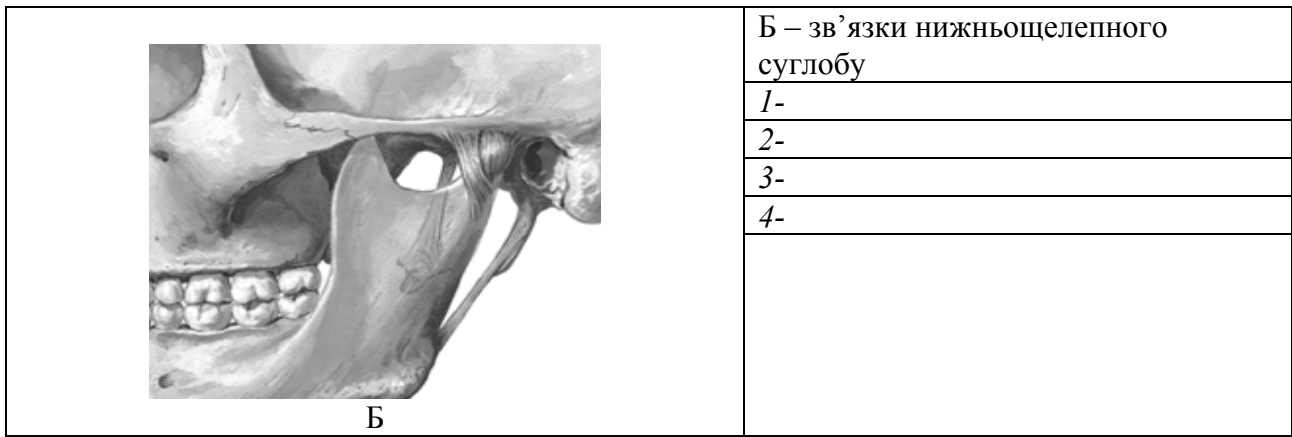 Б – зв’язки нижньощелепного
суглобу
1-
2-
3-
4-
Б